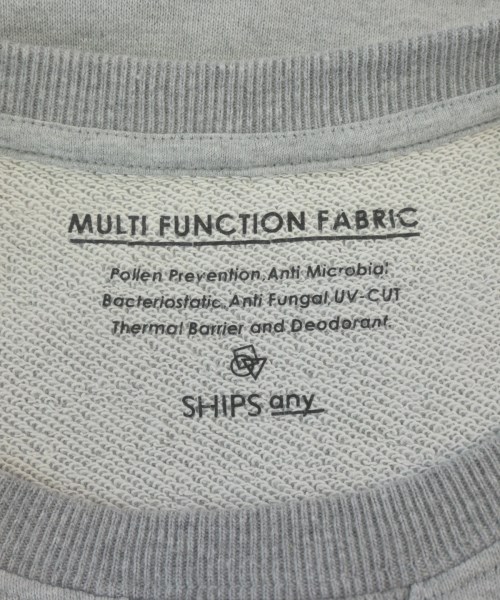 MULTI FUNCTION FABRIC
Pollen Prevention, Anti Microbial
Bacteriostatic, Anti Fungal, UV-CUT
Thermal Barrier and Deodorant.
SHIPS any